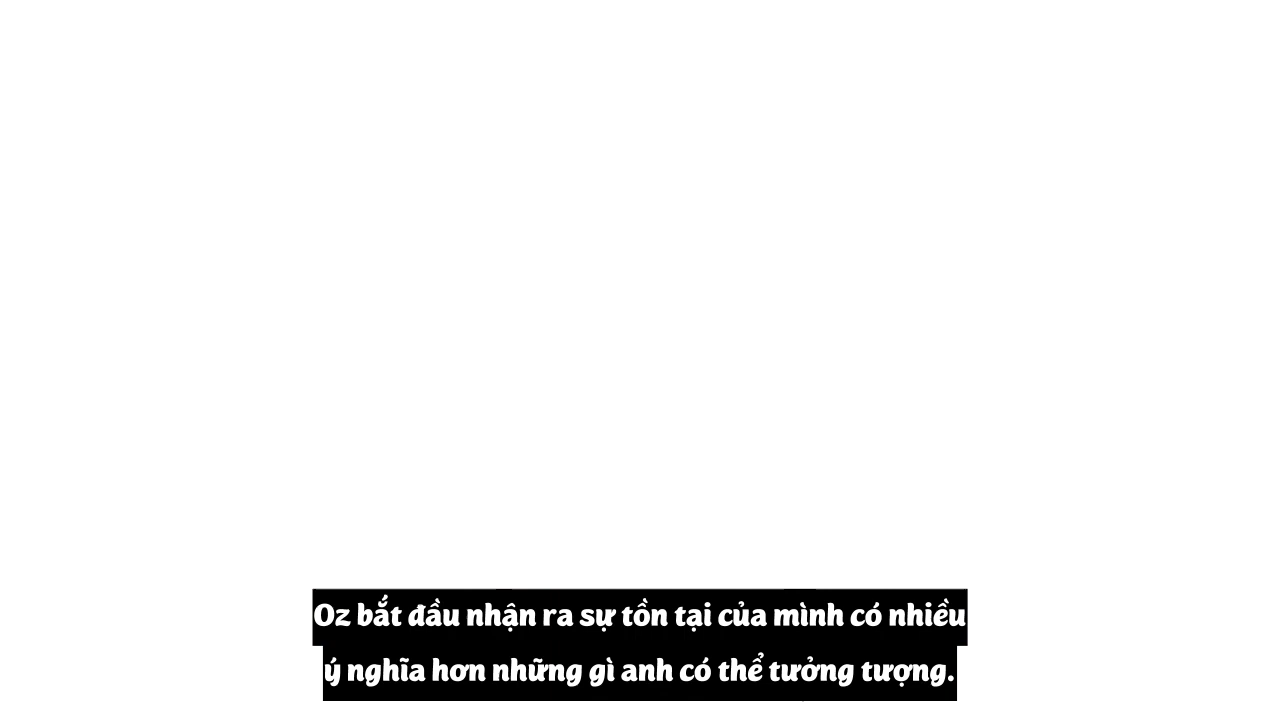 Oz bắt đầu nhận ra sự tồn tại của mình có nhiều
ý nghĩa hơn những gì anh có thể tưởng tượng.